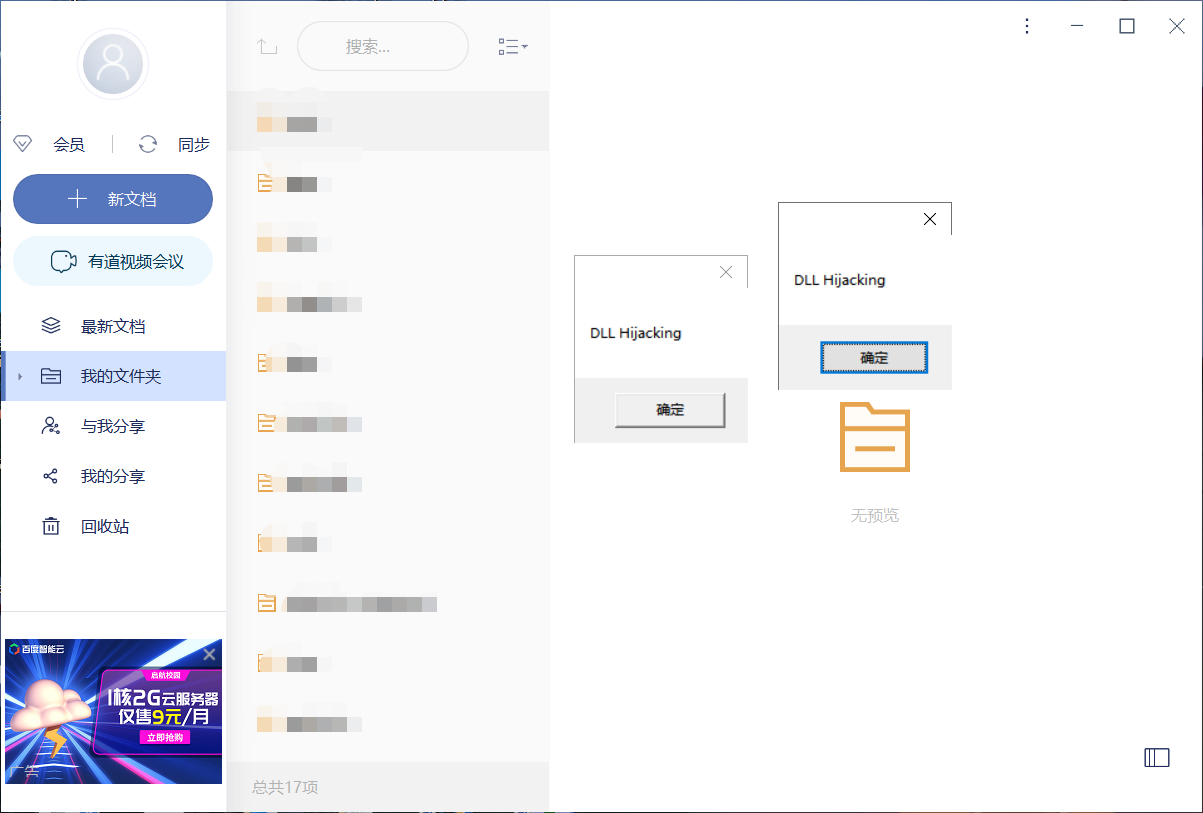 会员
同步
新文档
有道视频会议
最新文档
我的文件夹
与我分享
我的分享
回收站
百度智能云
启航校园
1核2G云服务器
仅售9元/月
立即抢购
广告
搜索...
总共17项
DLL Hijacking
确定
DLL Hijacking
确定
无预览